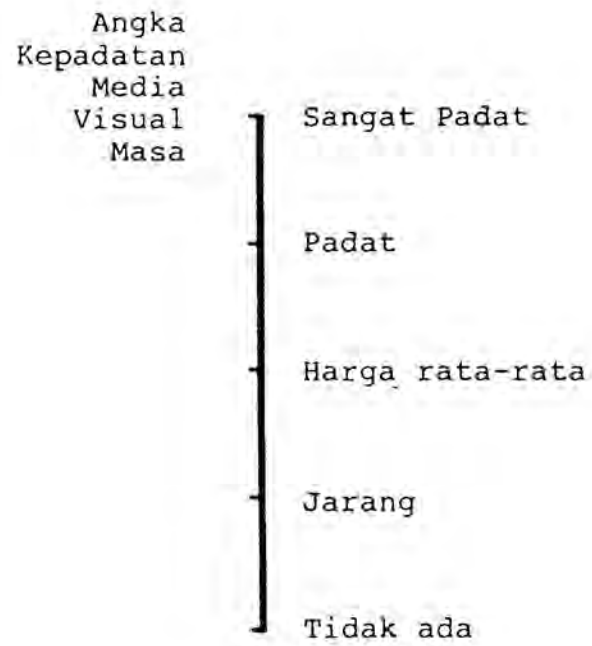 Angka
Kepadatan
Media
Visual
Masa
Sangat Padat
Padat
Harga rata-rata
Jarang
Tidak ada